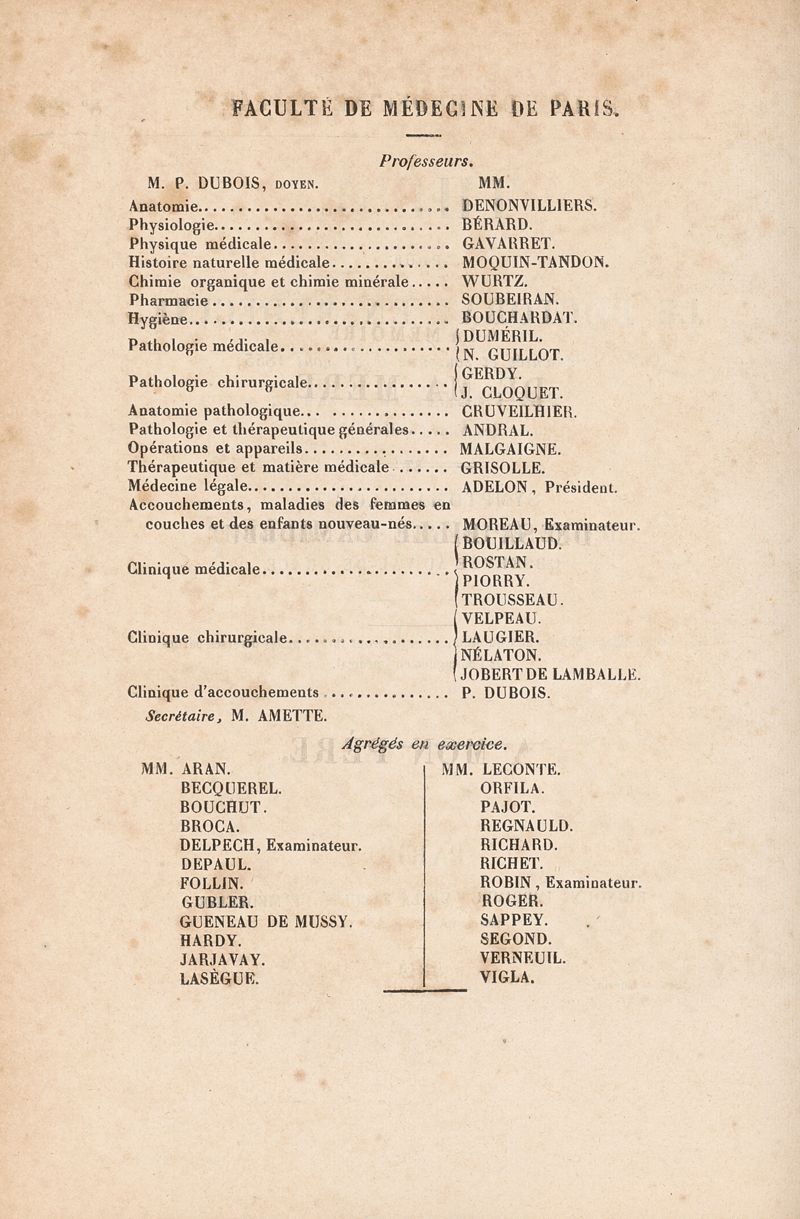 FACULTÉ DE MÉDECINE DE PARIS.
Professeurs.
M. P. DUBOIS, DOYEN. MM.
Anatomie............................ DENONVILLIERS.
Physiologie........................... BÉRARD.
Physique médicale.................... GAVARRET.
Histoire naturelle médicale.............. MOQUIN-TANDON.
Chimie organique et chimie minérale..... WURTZ.
Pharmacie........................... SOUBEIRAN.
Hygiène............................. BOUCHARDAT.
Pathologie médicale................... { DUMÉRIL.
N. GUILLOT.
Pathologie chirurgicale................ { GERDY.
J. CLOQUET.
Anatomie pathologique... .............. CRUVEILHIER.
Pathologie et thérapeutique générales..... ANDRAL.
Opérations et appareils................. MALGAIGNE.
Thérapeutique et matière médicale ...... GRISOLLE.
Médecine légale....................... ADELON, Président.
Accouchements, maladies des femmes en
couches et des enfants nouveau-nés..... MOREAU, Examinateur.
Clinique médicale...................... { BOUILLAUD.
ROSTAN.
PIORRY.
TROUSSEAU.
Clinique chirurgicale................... { VELPEAU.
LAUGIER.
NÉLATON.
JOBERT DE LAMBALLE.
Clinique d'accouchements ............... P. DUBOIS.
Secrétaire, M. AMETTE.
Agrégés en exercice.
MM. ARAN.
BECQUEREL.
BOUCHUT.
BROCA.
DELPECH, Examinateur.
DEPAUL.
FOLLIN.
GUBLER.
GUENEAU DE MUSSY.
HARDY.
JARJAVAY.
LASÈGUE.
MM. LECONTE.
ORFILA.
PAJOT.
REGNAULD.
RICHARD.
RICHET.
ROBIN, Examinateur.
ROGER.
SAPPEY.
SEGOND.
VERNEUIL.
VIGLA.